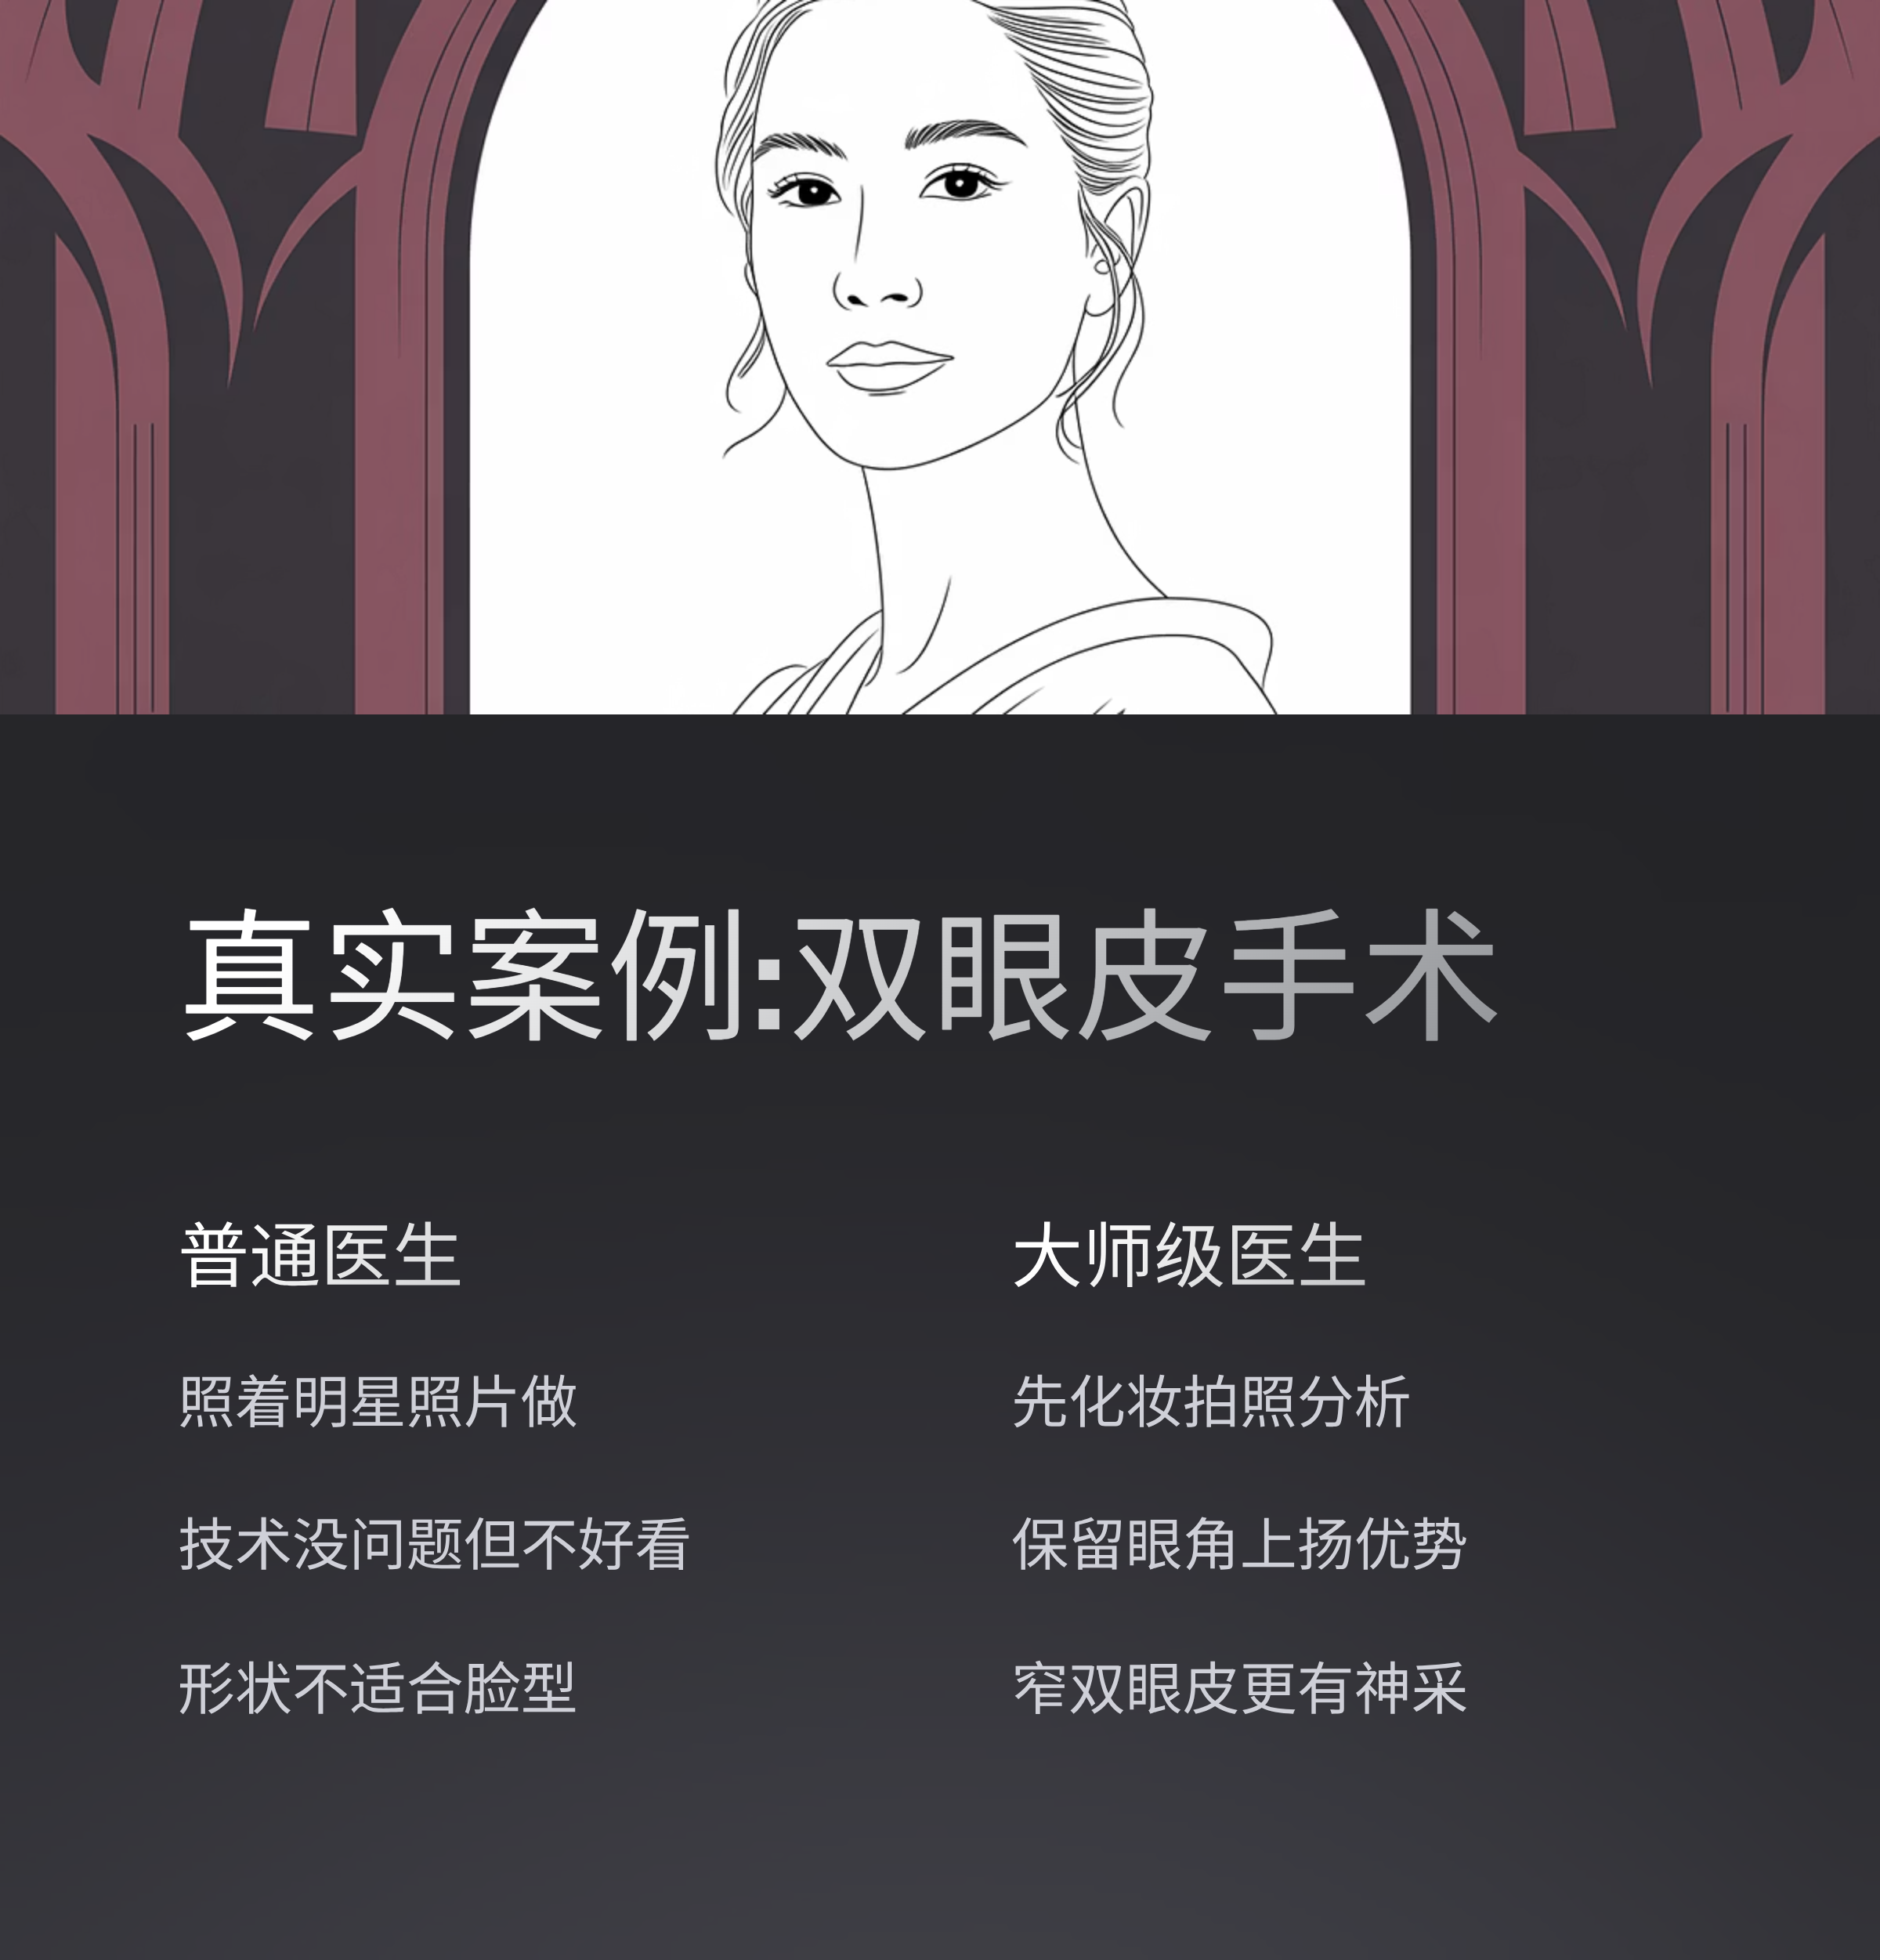 真实案例:双眼皮手术
普通医生
照着明星照片做
技术没问题但不好看
形状不适合脸型
大师级医生
先化妆拍照分析
保留眼角上扬优势
窄双眼皮更有神采